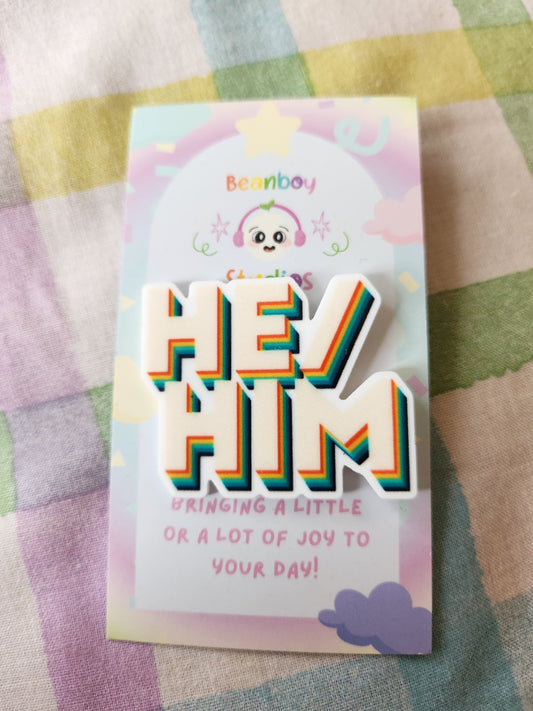 Beanboy
Studios
HE/
HIM
BRINGING A LITTLE
OR A LOT OF JOY TO
YOUR DAY!